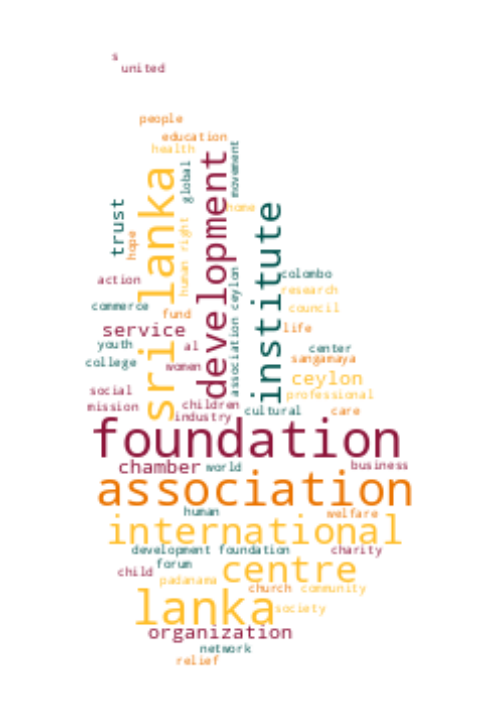 s
united
people
education
health
movement
global
development
sri lanka
trust
hope
home
institute
human right
colombo
action
research
association ceylon
commerce
fund
council
service
life
youth
al
center
college
women
sangamaya
ceylon
social
professional
mission
children
cultural
care
industry
foundation
chamber
world
business
association
human
welfare
international
development foundation
charity
forum
centre
child
padanama
church
community
lanka
society
organization
network
relief